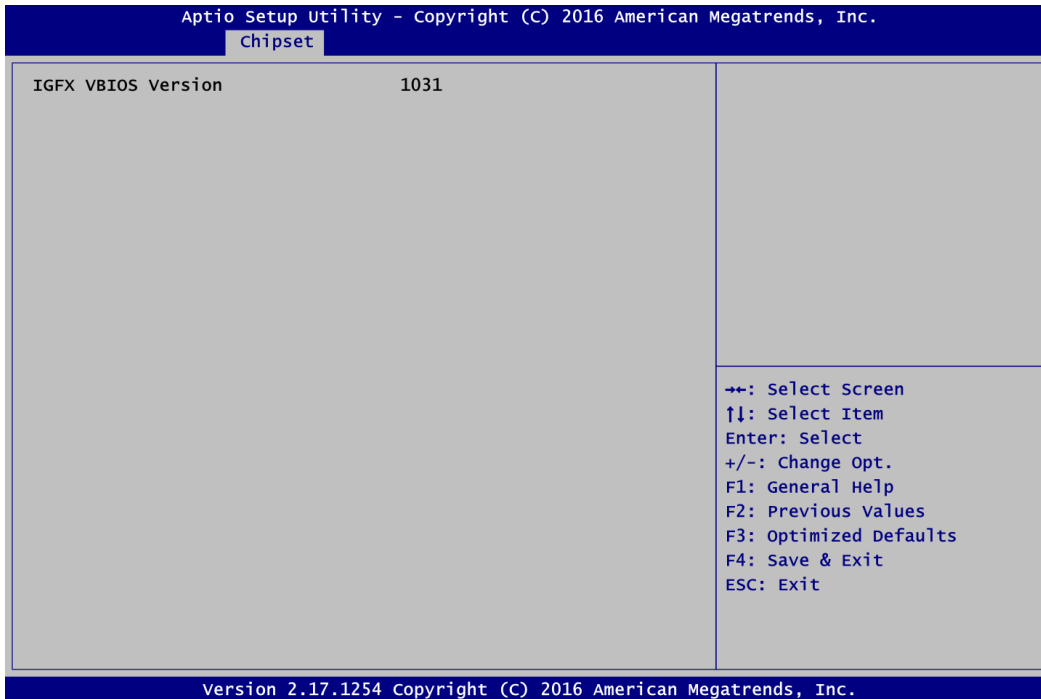 Aptio Setup Utility - Copyright (C) 2016 American Megatrends, Inc.
Chipset
IGFX VBIOS Version 1031
→←: Select Screen
↑↓: Select Item
Enter: Select
+/-: Change Opt.
F1: General Help
F2: Previous Values
F3: Optimized Defaults
F4: Save & Exit
ESC: Exit
Version 2.17.1254 Copyright (C) 2016 American Megatrends, Inc.